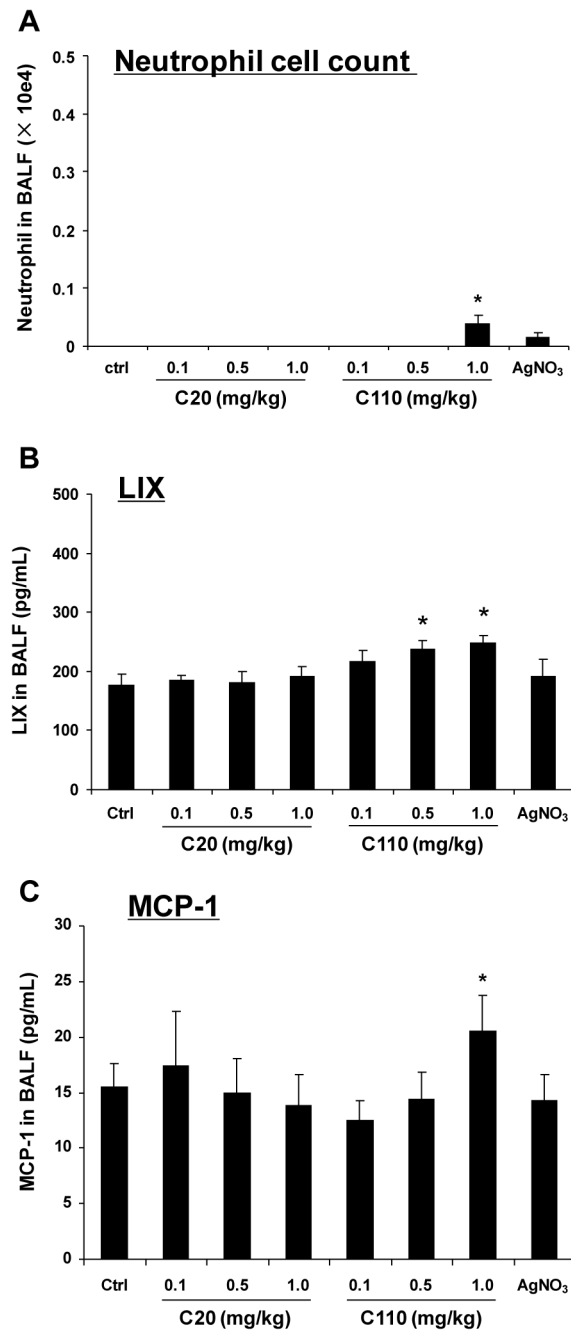 A
Neutrophil cell count
Neutrophil in BALF (× 10e4)
0.5
0.4
0.3
0.2
0.1
0
*
ctrl 0.1 0.5 1.0 0.1 0.5 1.0 AgNO₃
C20 (mg/kg) C110 (mg/kg)
B
LIX
LIX in BALF (pg/mL)
500
400
300
200
100
0
* *
Ctrl 0.1 0.5 1.0 0.1 0.5 1.0 AgNO₃
C20 (mg/kg) C110 (mg/kg)
C
MCP-1
MCP-1 in BALF (pg/mL)
30
25
20
15
10
5
0
*
Ctrl 0.1 0.5 1.0 0.1 0.5 1.0 AgNO₃
C20 (mg/kg) C110 (mg/kg)